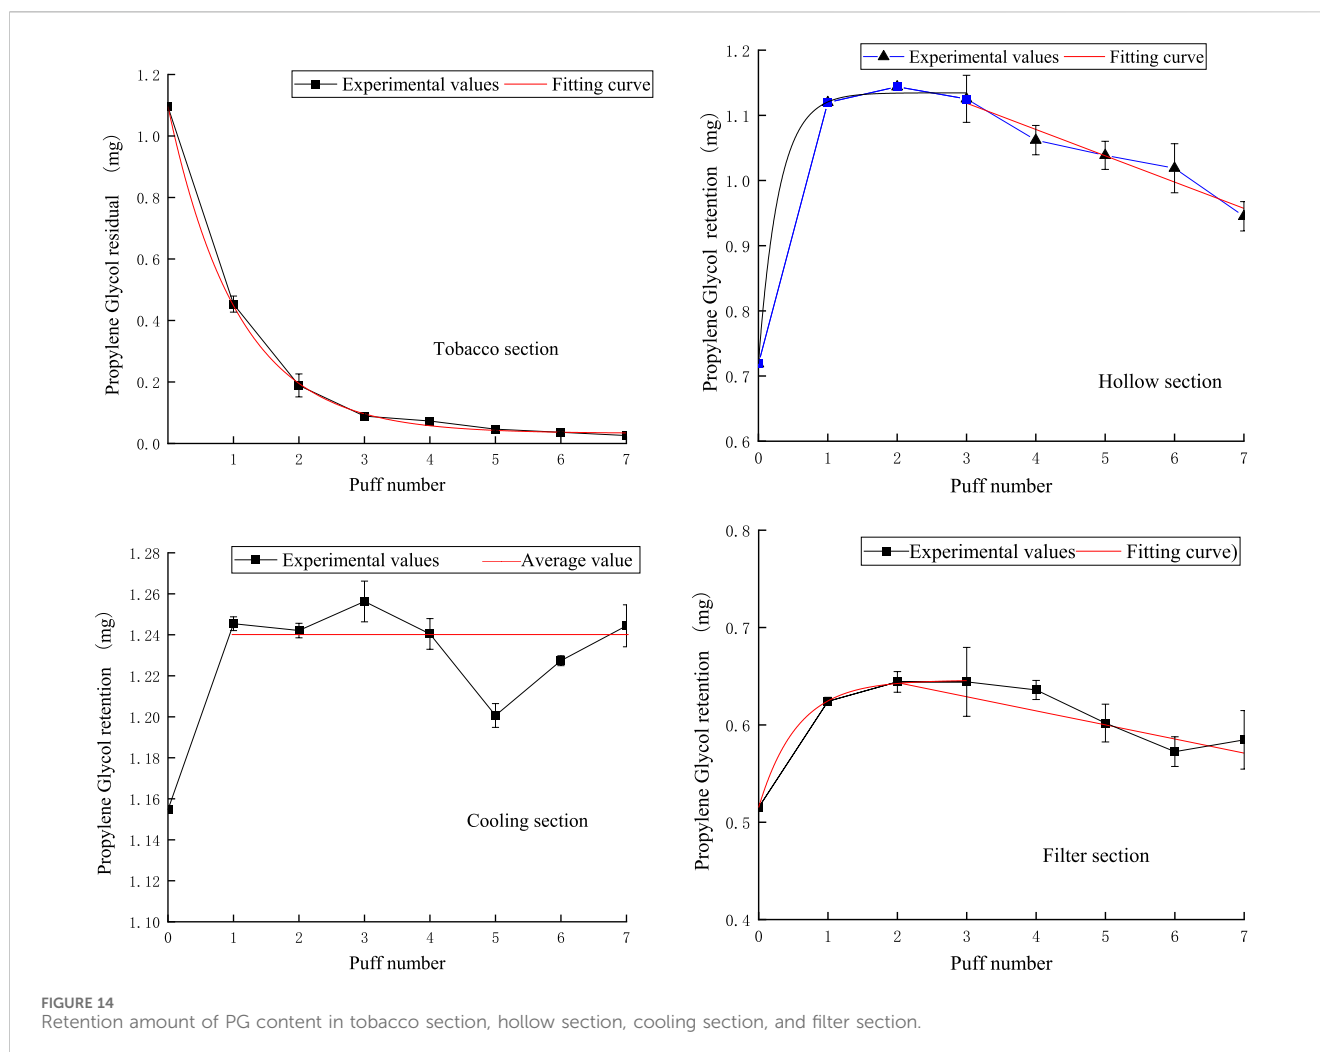 Experimental values Fitting curve
Propylene Glycol residual (mg)
1.2
1.0
0.8
0.6
0.4
0.2
0.0
Tobacco section
1 2 3 4 5 6 7
Puff number
Experimental values Fitting curve
Propylene Glycol retention (mg)
1.2
1.1
1.0
0.9
0.8
0.7
0.6
Hollow section
0 1 2 3 4 5 6 7
Puff number
Experimental values Average value
Propylene Glycol retention (mg)
1.28
1.26
1.24
1.22
1.20
1.18
1.16
1.14
1.12
1.10
Cooling section
0 1 2 3 4 5 6 7
Puff number
Experimental values Fitting curve)
Propylene Glycol retention (mg)
0.8
0.7
0.6
0.5
0.4
Filter section
0 1 2 3 4 5 6 7
Puff number
FIGURE 14
Retention amount of PG content in tobacco section, hollow section, cooling section, and filter section.